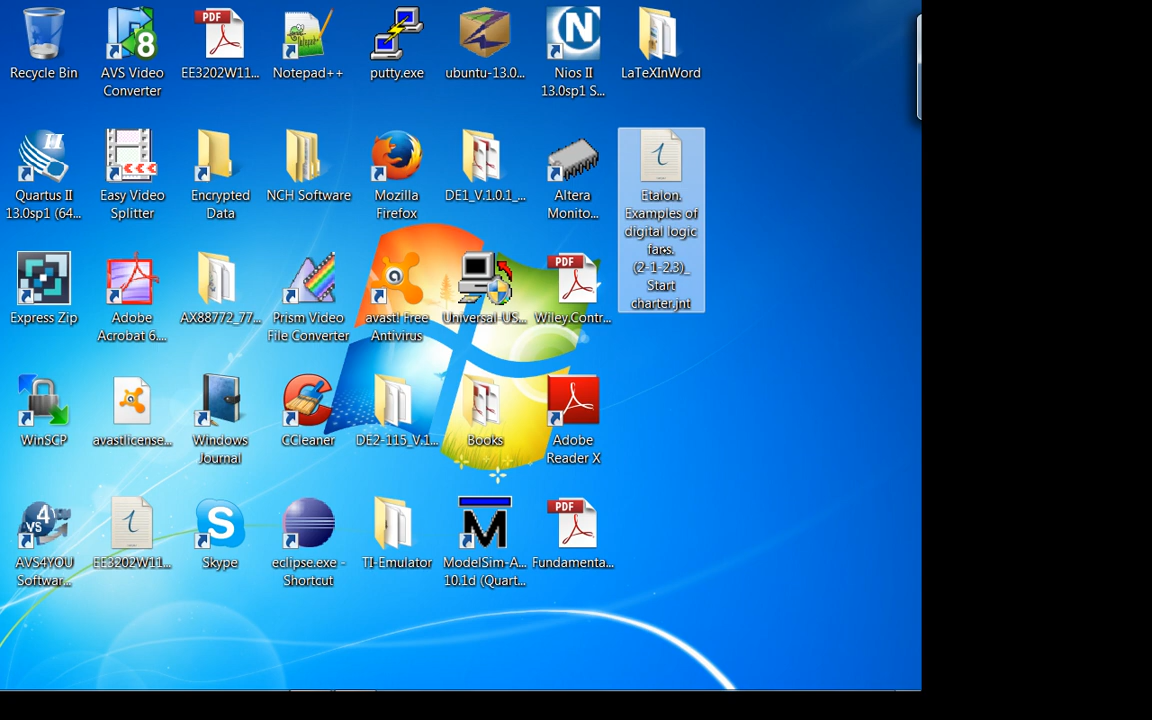 Recycle Bin
AVS Video
Converter
EE3202W11...
Notepad++
putty.exe
ubuntu-13.0...
Nios II
13.0sp1 S...
LaTeXInWord
Quartus II
13.0sp1 (64...
Easy Video
Splitter
Encrypted
Data
NCH Software
Mozilla
Firefox
DE1_V.1.0.1_...
Altera
Monito...
Etalon.
Examples of
digital logic
(2-1-2.3)_
Start
charter.jnt
Express Zip
Adobe
Acrobat 6....
AX88772_77...
Prism Video
File Converter
avast! Free
Antivirus
Universal-US...
Wiley.Contr...
WinSCP
avastlicense...
Windows
Journal
CCleaner
DE2-115_V.1...
Books
Adobe
Reader X
AVS4YOU
Softwar...
EE3202W11...
Skype
eclipse.exe -
Shortcut
TI-Emulator
ModelSim-A...
10.1d (Quart...
Fundamenta...